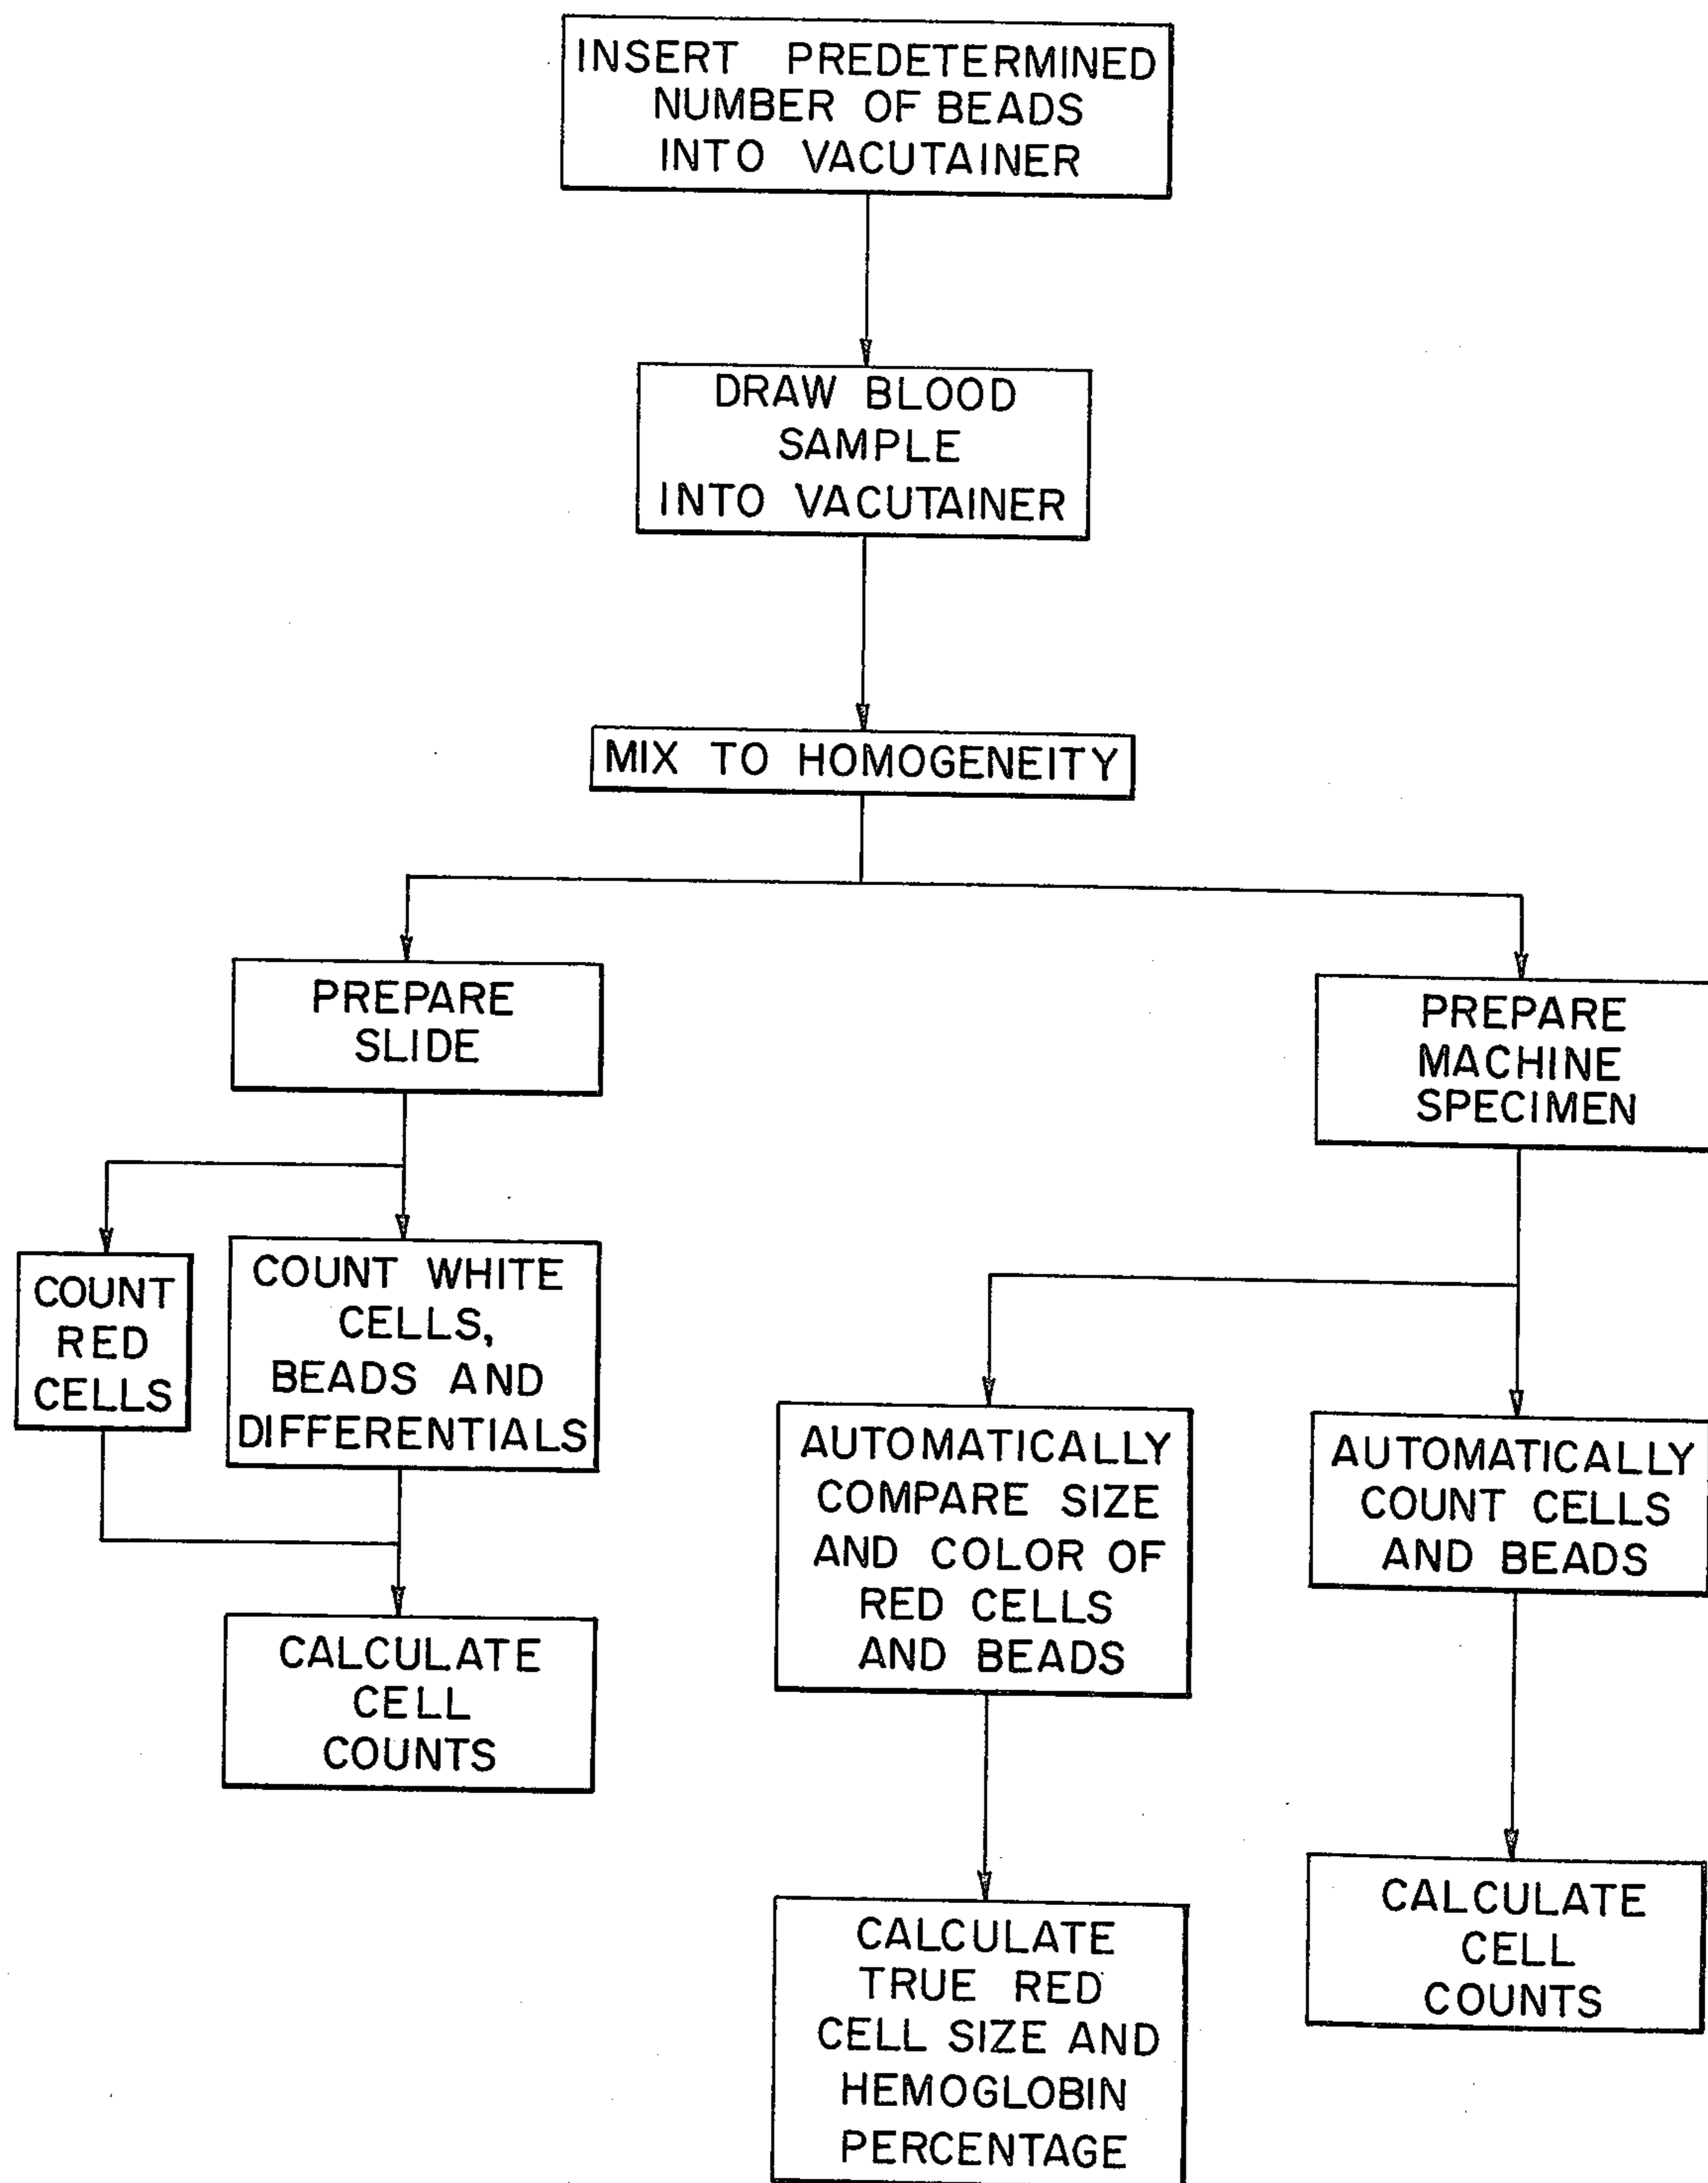 INSERT PREDETERMINED
NUMBER OF BEADS
INTO VACUTAINER
DRAW BLOOD
SAMPLE
INTO VACUTAINER
MIX TO HOMOGENEITY
PREPARE
SLIDE
PREPARE
MACHINE
SPECIMEN
COUNT
RED
CELLS
COUNT WHITE
CELLS,
BEADS AND
DIFFERENTIALS
AUTOMATICALLY
COMPARE SIZE
AND COLOR OF
RED CELLS
AND BEADS
AUTOMATICALLY
COUNT CELLS
AND BEADS
CALCULATE
CELL
COUNTS
CALCULATE
TRUE RED
CELL SIZE AND
HEMOGLOBIN
PERCENTAGE
CALCULATE
CELL
COUNTS